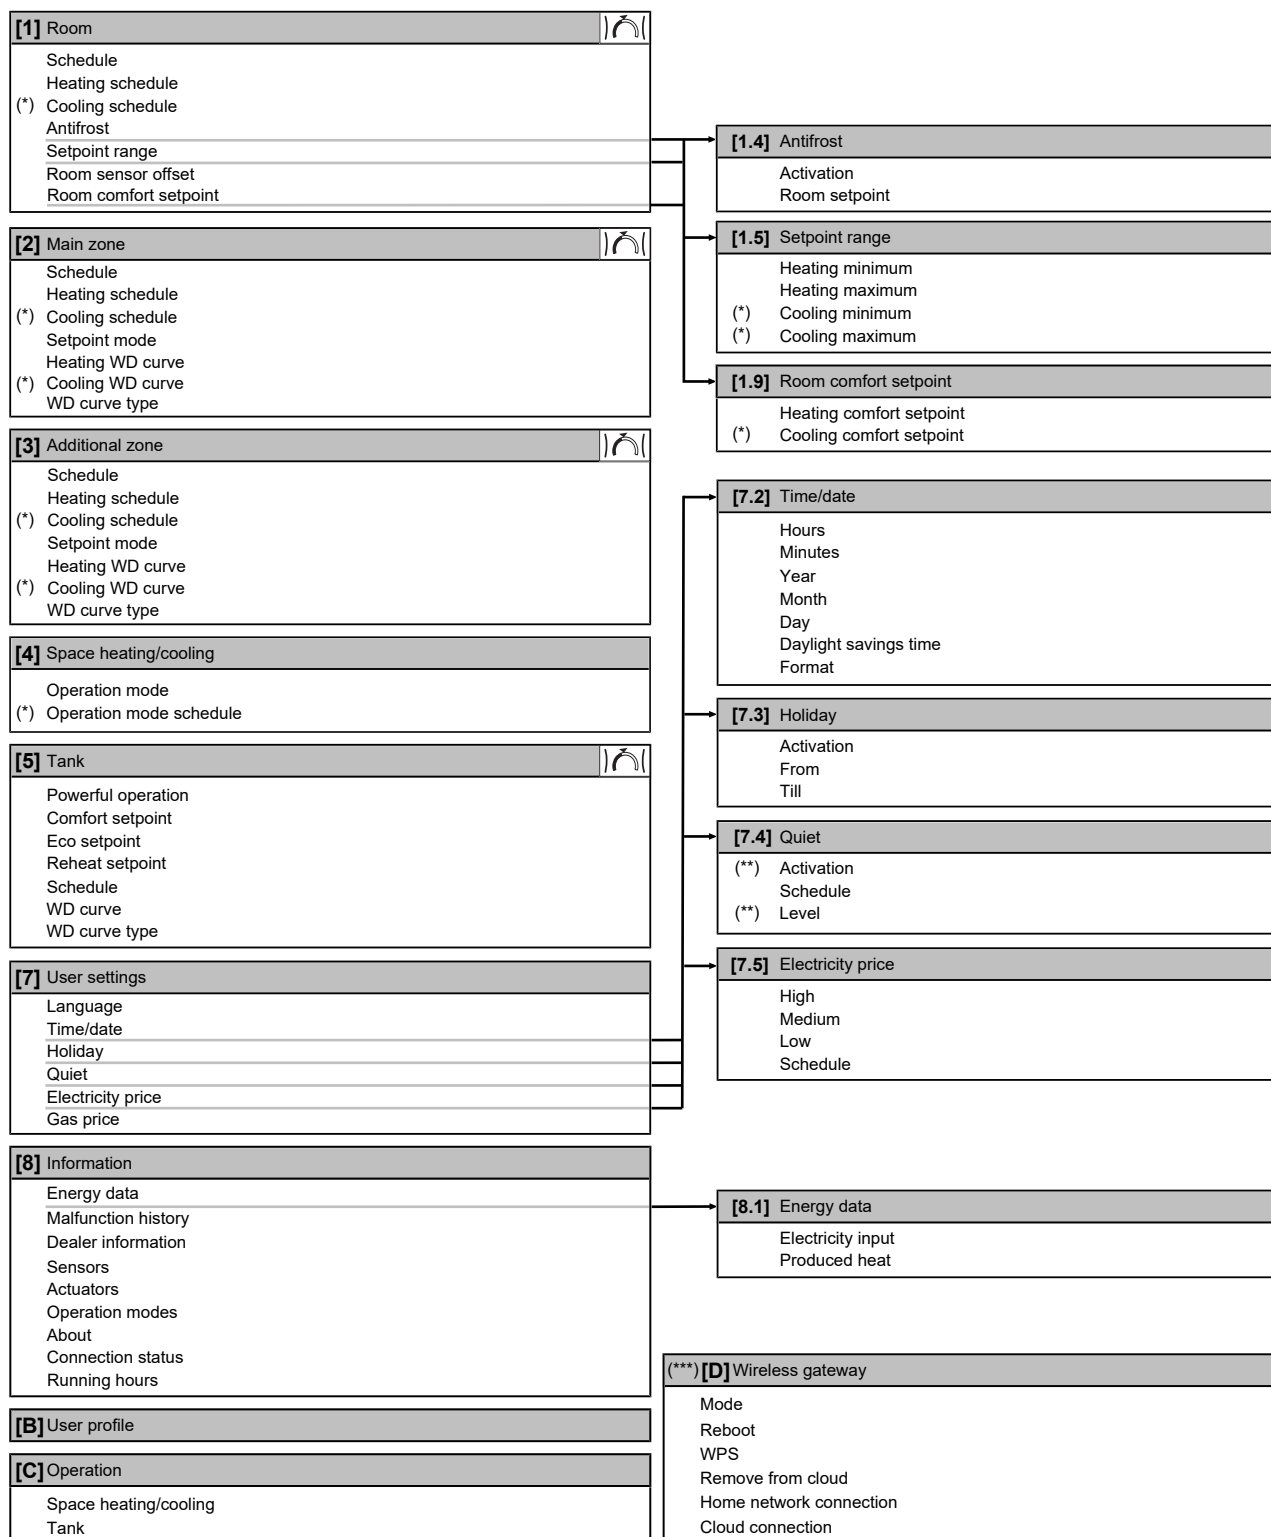 [1] Room
Schedule
Heating schedule
(*) Cooling schedule
Antifrost
Setpoint range
Room sensor offset
Room comfort setpoint
[2] Main zone
Schedule
Heating schedule
(*) Cooling schedule
Setpoint mode
Heating WD curve
(*) Cooling WD curve
WD curve type
[3] Additional zone
Schedule
Heating schedule
(*) Cooling schedule
Setpoint mode
Heating WD curve
(*) Cooling WD curve
WD curve type
[4] Space heating/cooling
Operation mode
(*) Operation mode schedule
[5] Tank
Powerful operation
Comfort setpoint
Eco setpoint
Reheat setpoint
Schedule
WD curve
WD curve type
[7] User settings
Language
Time/date
Holiday
Quiet
Electricity price
Gas price
[8] Information
Energy data
Malfunction history
Dealer information
Sensors
Actuators
Operation modes
About
Connection status
Running hours
[B] User profile
[C] Operation
Space heating/cooling
Tank
[1.4] Antifrost
Activation
Room setpoint
[1.5] Setpoint range
Heating minimum
Heating maximum
(*) Cooling minimum
(*) Cooling maximum
[1.9] Room comfort setpoint
Heating comfort setpoint
(*) Cooling comfort setpoint
[7.2] Time/date
Hours
Minutes
Year
Month
Day
Daylight savings time
Format
[7.3] Holiday
Activation
From
Till
[7.4] Quiet
(**) Activation
Schedule
(**) Level
[7.5] Electricity price
High
Medium
Low
Schedule
[8.1] Energy data
Electricity input
Produced heat
(***) [D] Wireless gateway
Mode
Reboot
WPS
Remove from cloud
Home network connection
Cloud connection